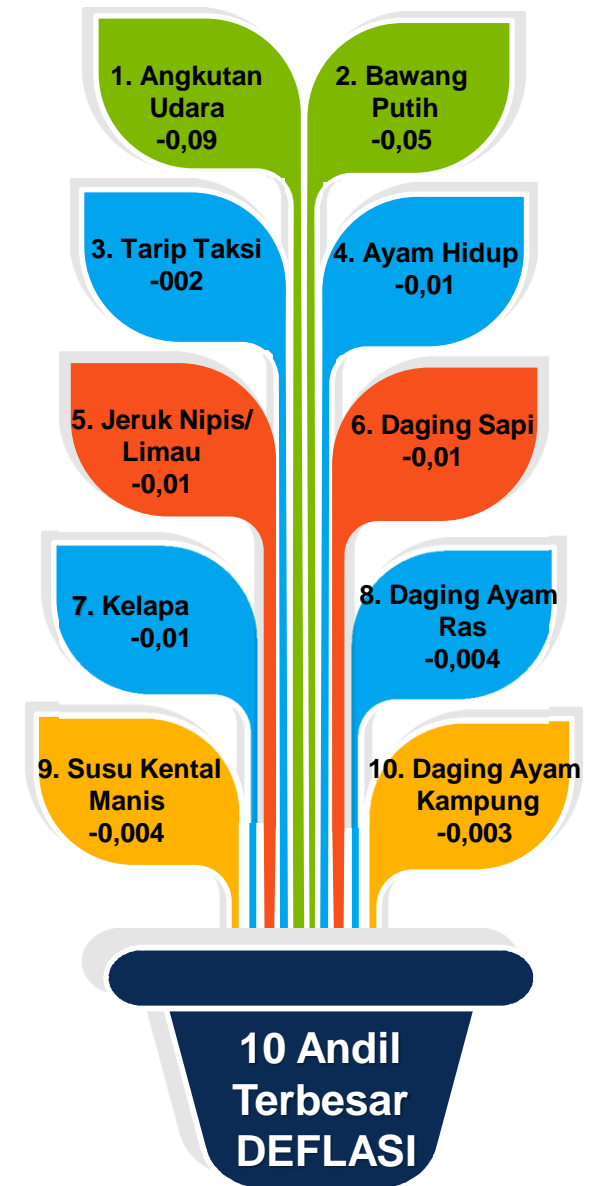 1. Angkutan
Udara
-0,09
2. Bawang
Putih
-0,05
3. Tarip Taksi
-002
4. Ayam Hidup
-0,01
5. Jeruk Nipis/
Limau
-0,01
6. Daging Sapi
-0,01
7. Kelapa
-0,01
8. Daging Ayam
Ras
-0,004
9. Susu Kental
Manis
-0,004
10. Daging Ayam
Kampung
-0,003
10 Andil
Terbesar
DEFLASI